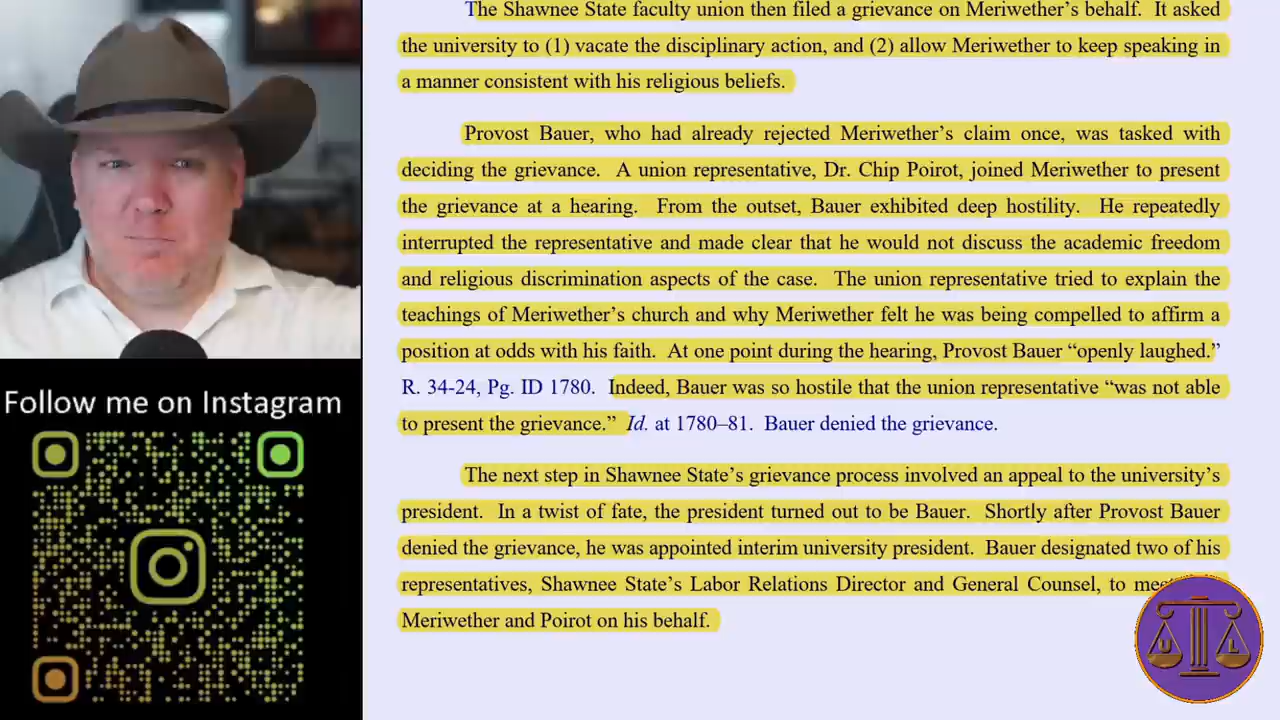 The Shawnee State faculty union then filed a grievance on Meriwether's behalf. It asked
the university to (1) vacate the disciplinary action, and (2) allow Meriwether to keep speaking in
a manner consistent with his religious beliefs.
Provost Bauer, who had already rejected Meriwether's claim once, was tasked with
deciding the grievance. A union representative, Dr. Chip Poirot, joined Meriwether to present
the grievance at a hearing. From the outset, Bauer exhibited deep hostility. He repeatedly
interrupted the representative and made clear that he would not discuss the academic freedom
and religious discrimination aspects of the case. The union representative tried to explain the
teachings of Meriwether's church and why Meriwether felt he was being compelled to affirm a
position at odds with his faith. At one point during the hearing, Provost Bauer “openly laughed.”
R. 34-24, Pg. ID 1780. Indeed, Bauer was so hostile that the union representative “was not able
to present the grievance.” Id. at 1780–81. Bauer denied the grievance.
The next step in Shawnee State's grievance process involved an appeal to the university's
president. In a twist of fate, the president turned out to be Bauer. Shortly after Provost Bauer
denied the grievance, he was appointed interim university president. Bauer designated two of his
representatives, Shawnee State's Labor Relations Director and General Counsel, to
Meriwether and Poirot on his behalf.
Follow me on Instagram
U L